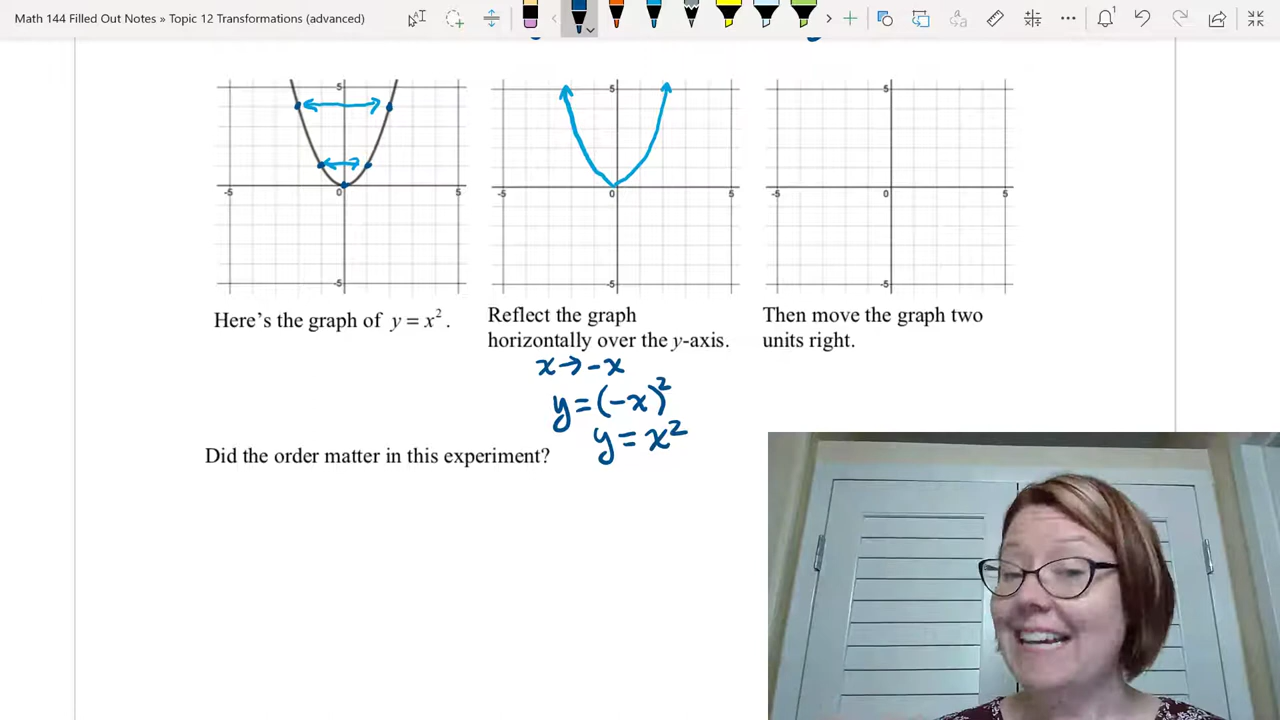 Math 144 Filled Out Notes » Topic 12 Transformations (advanced)
5
-5
0
5
-5
5
-5
0
5
-5
5
-5
0
5
-5
Here's the graph of y = x².
Reflect the graph
horizontally over the y-axis.
Then move the graph two
units right.
x → -x
y = (-x)²
y = x²
Did the order matter in this experiment?